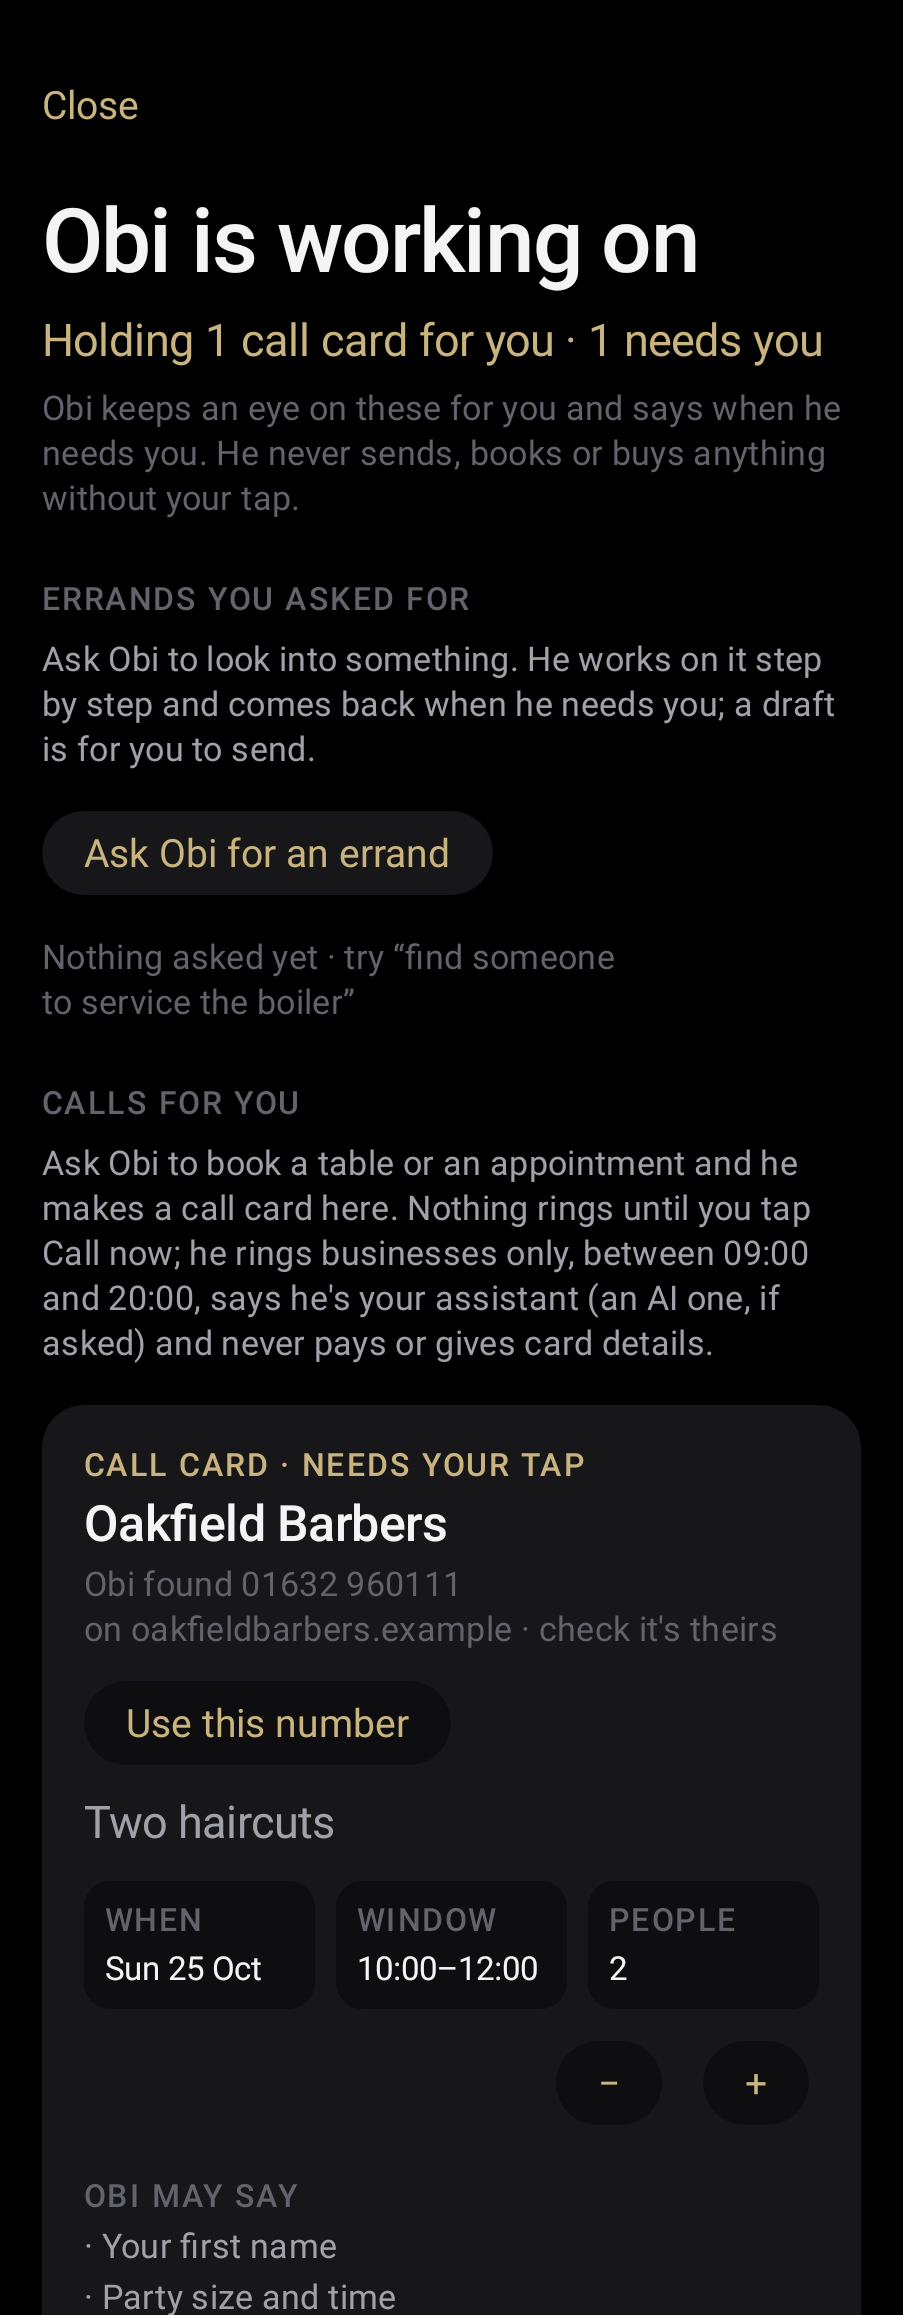 Close
Obi is working on
Holding 1 call card for you · 1 needs you
Obi keeps an eye on these for you and says when he
needs you. He never sends, books or buys anything
without your tap.
ERRANDS YOU ASKED FOR
Ask Obi to look into something. He works on it step
by step and comes back when he needs you; a draft
is for you to send.
Ask Obi for an errand
Nothing asked yet · try “find someone
to service the boiler”
CALLS FOR YOU
Ask Obi to book a table or an appointment and he
makes a call card here. Nothing rings until you tap
Call now; he rings businesses only, between 09:00
and 20:00, says he's your assistant (an AI one, if
asked) and never pays or gives card details.
CALL CARD · NEEDS YOUR TAP
Oakfield Barbers
Obi found 01632 960111
on oakfieldbarbers.example · check it's theirs
Use this number
Two haircuts
WHEN
Sun 25 Oct
WINDOW
10:00–12:00
PEOPLE
2
− +
OBI MAY SAY
· Your first name
· Party size and time